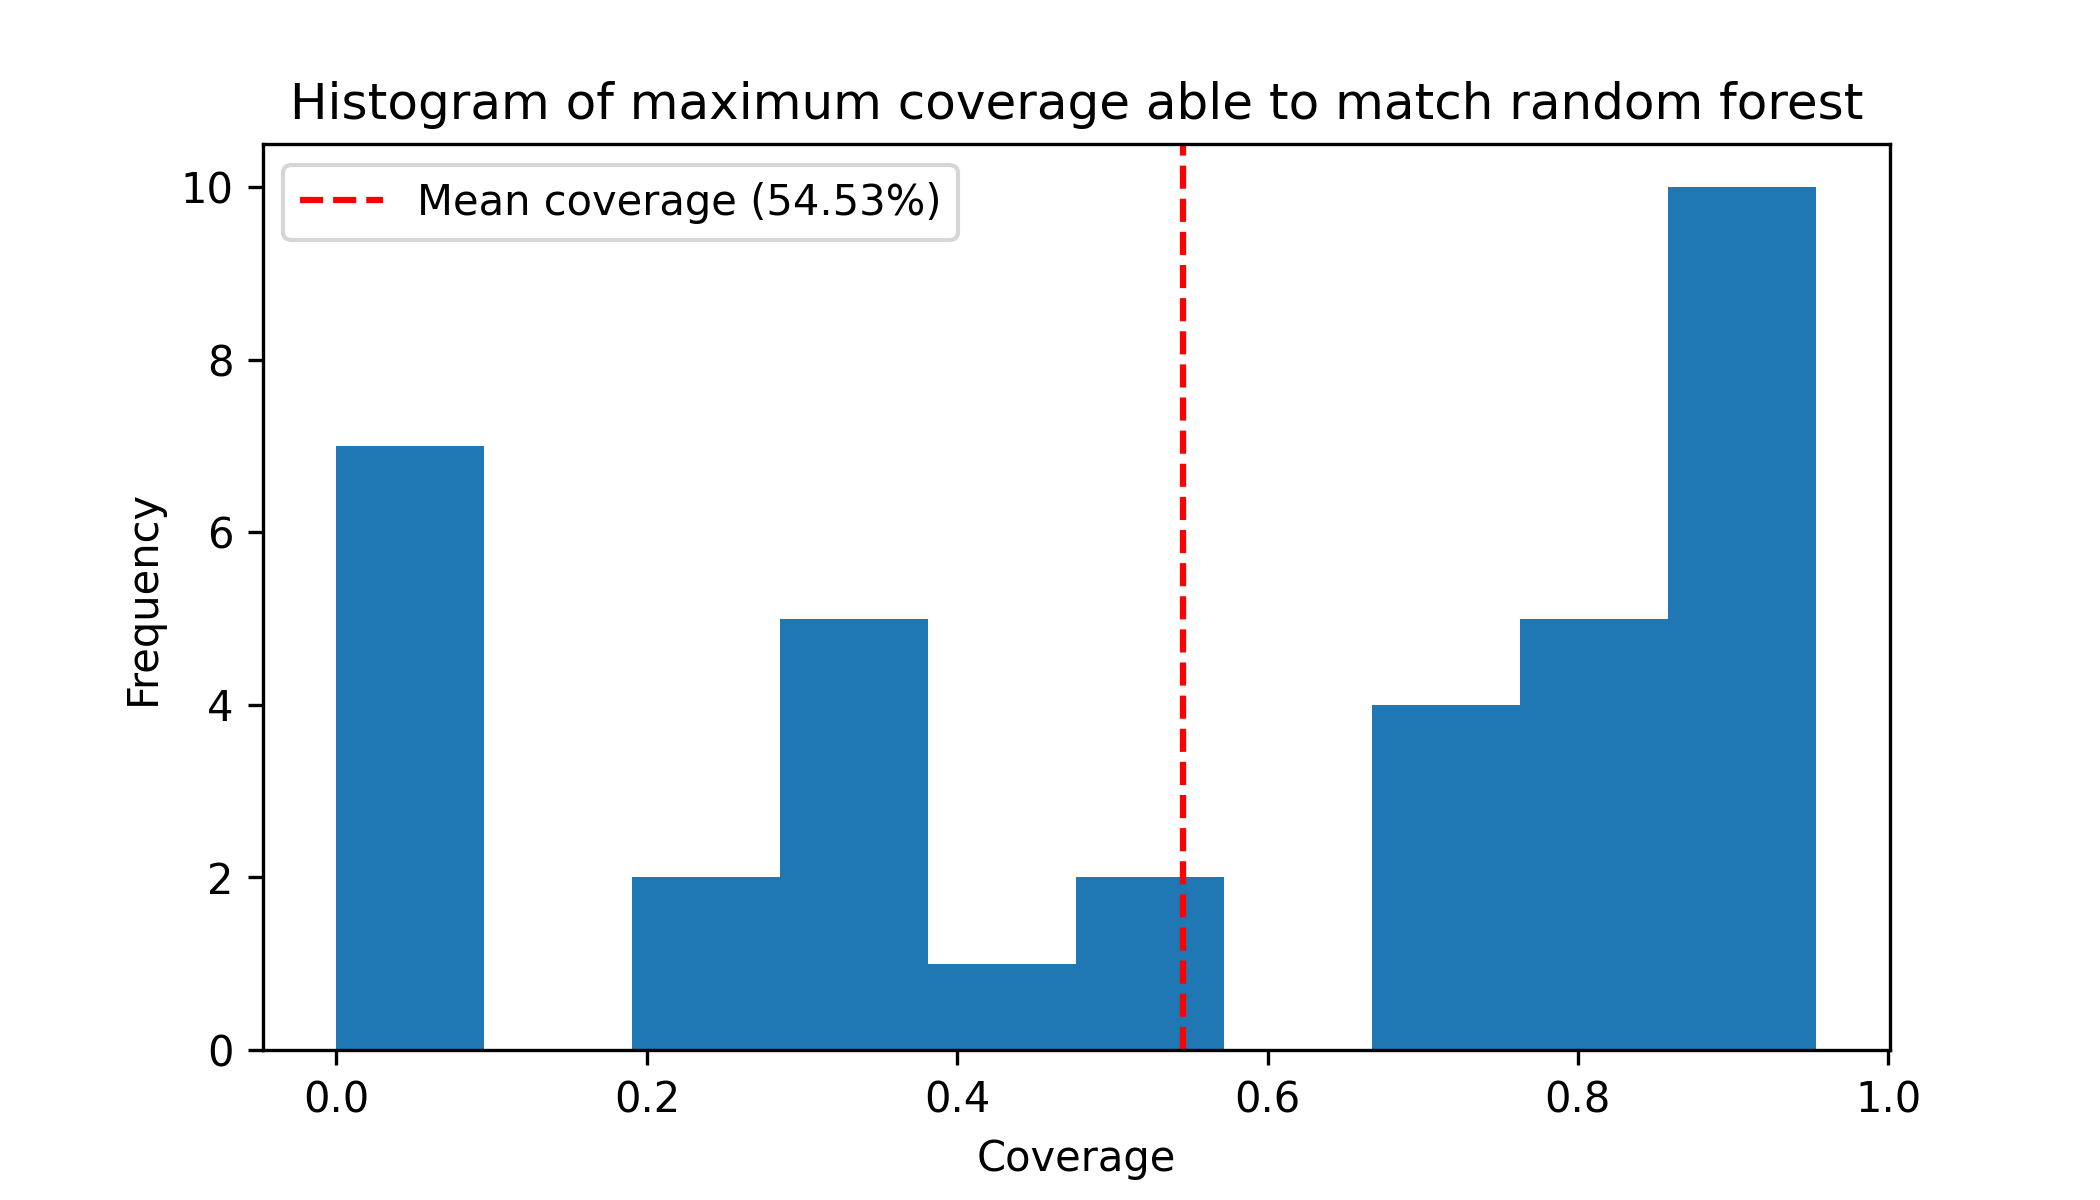 Histogram of maximum coverage able to match random forest
Mean coverage (54.53%)
10
8
6
4
2
0
Frequency
0.0 0.2 0.4 0.6 0.8 1.0
Coverage